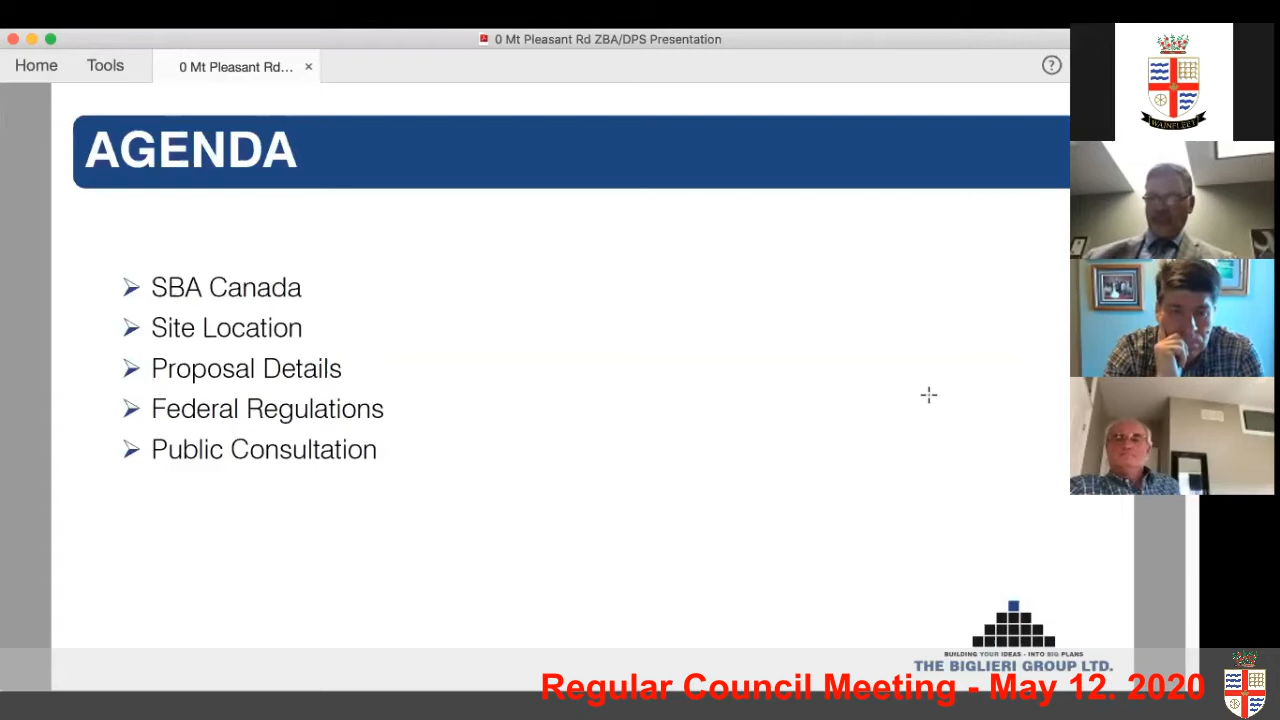 0 Mt Pleasant Rd ZBA/DPS Presentation
Home
Tools
0 Mt Pleasant Rd... ×
?
AGENDA
SBA Canada
Site Location
Proposal Details
Federal Regulations
Public Consultation
WAINFLEET
BUILDING YOUR IDEAS - INTO BIG PLANS
THE BIGLIERI GROUP LTD.
Regular Council Meeting - May 12. 2020